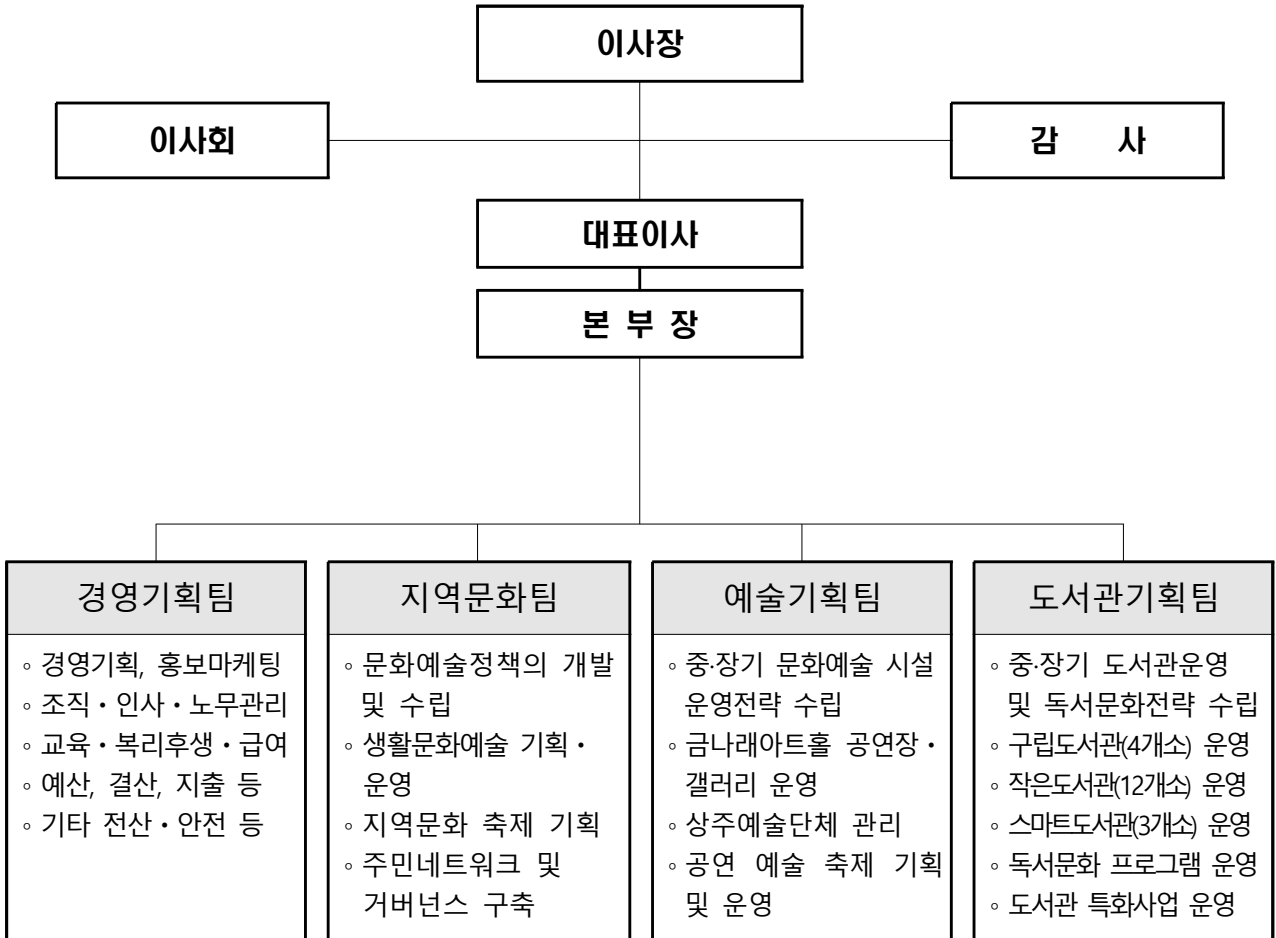 이사장
이사회
감 사
대표이사
본 부 장
경영기획팀
◦ 경영기획, 홍보마케팅
◦ 조직・인사・노무관리
◦ 교육・복리후생・급여
◦ 예산, 결산, 지출 등
◦ 기타 전산・안전 등
지역문화팀
◦ 문화예술정책의 개발
및 수립
◦ 생활문화예술 기획・
운영
◦ 지역문화 축제 기획
◦ 주민네트워크 및
거버넌스 구축
예술기획팀
◦ 중·장기 문화예술 시설
운영전략 수립
◦ 금나래아트홀 공연장・
갤러리 운영
◦ 상주예술단체 관리
◦ 공연 예술 축제 기획
및 운영
도서관기획팀
◦ 중·장기 도서관운영
및 독서문화전략 수립
◦ 구립도서관(4개소) 운영
◦ 작은도서관(12개소) 운영
◦ 스마트도서관(3개소) 운영
◦ 독서문화 프로그램 운영
◦ 도서관 특화사업 운영